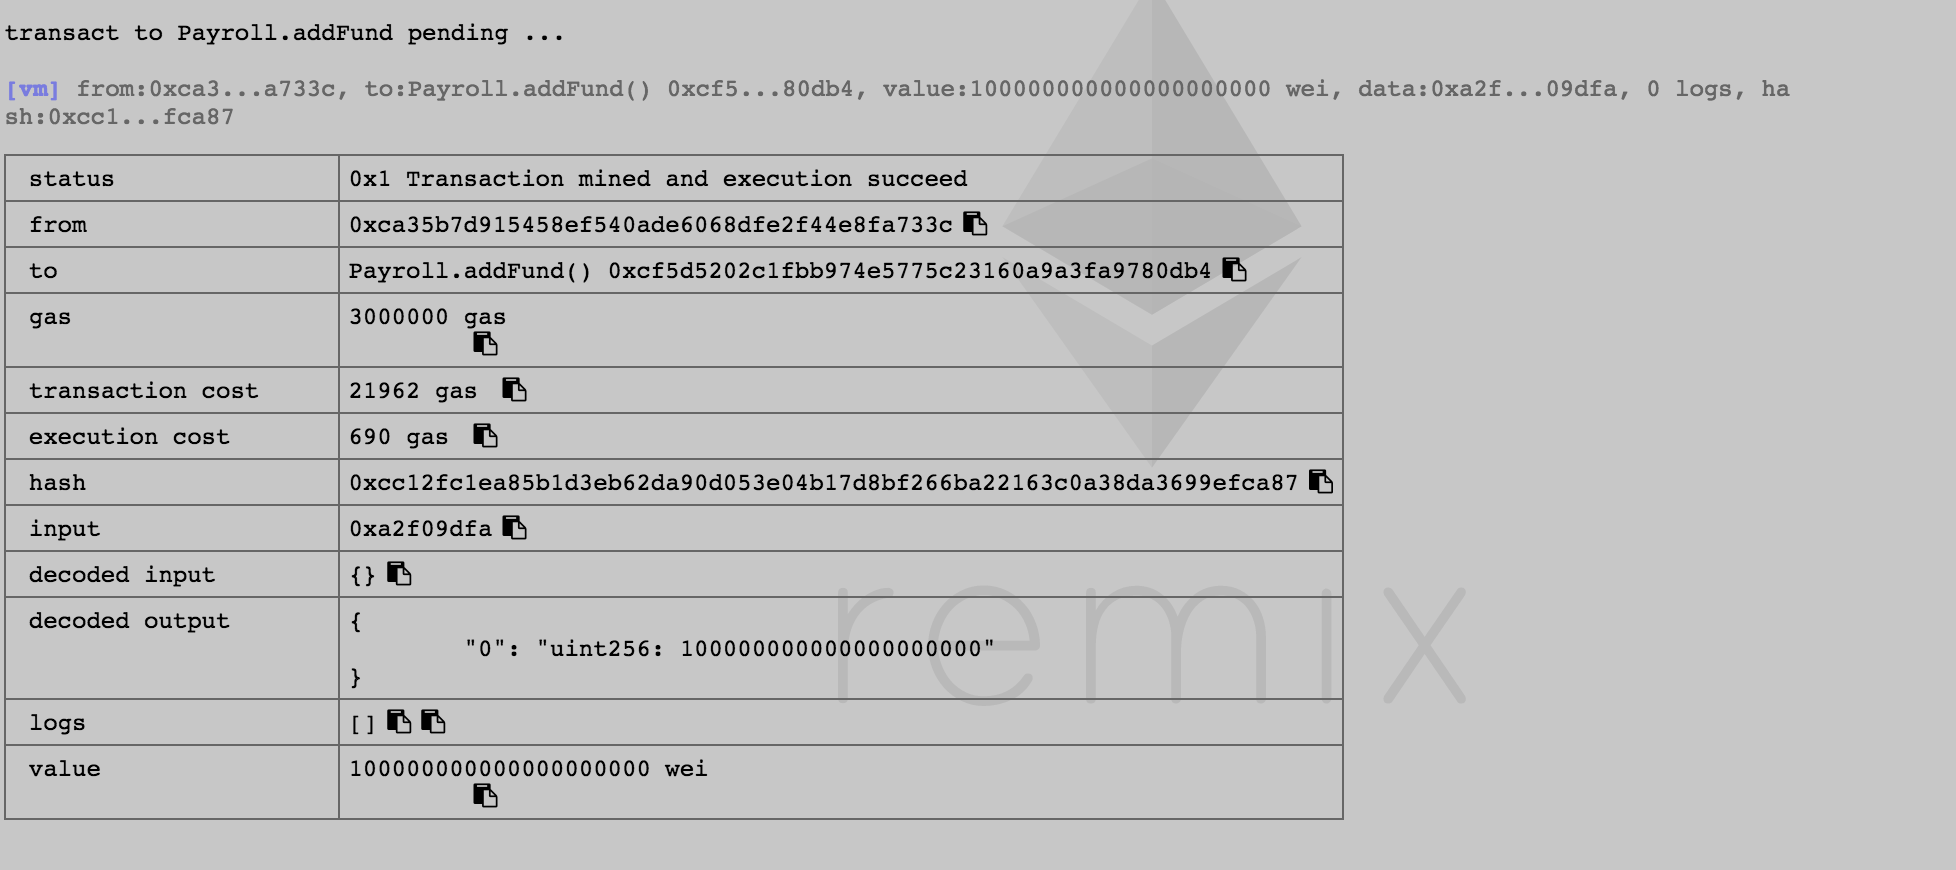 transact to Payroll.addFund pending ...
[vm] from:0xca3...a733c, to:Payroll.addFund() 0xcf5...80db4, value:100000000000000000000 wei, data:0xa2f...09dfa, 0 logs, ha
sh:0xcc1...fca87
status 0x1 Transaction mined and execution succeed
from 0xca35b7d915458ef540ade6068dfe2f44e8fa733c
to Payroll.addFund() 0xcf5d5202c1fbb974e5775c23160a9a3fa9780db4
gas 3000000 gas
transaction cost 21962 gas
execution cost 690 gas
hash 0xcc12fc1ea85b1d3eb62da90d053e04b17d8bf266ba22163c0a38da3699efca87
input 0xa2f09dfa
decoded input {}
decoded output {
"0": "uint256: 100000000000000000000"
}
logs []
value 100000000000000000000 wei
remix